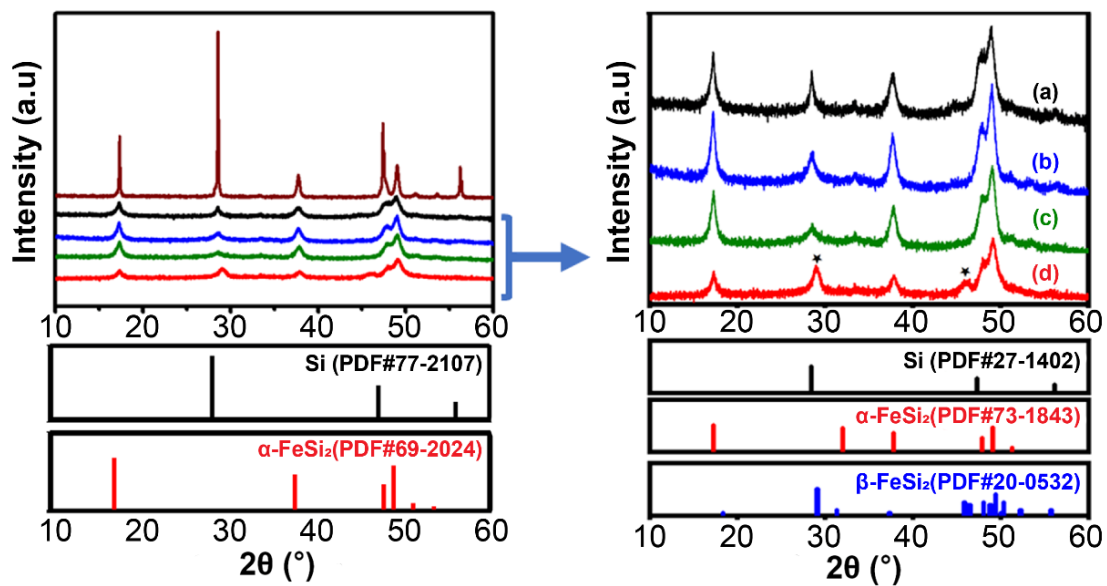 Intensity (a.u)
10 20 30 40 50 60
Si (PDF#77-2107)
α-FeSi₂(PDF#69-2024)
10 20 30 40 50 60
2θ (°)
Intensity (a.u)
(a)
(b)
(c)
(d)
10 20 30 40 50 60
Si (PDF#27-1402)
α-FeSi₂(PDF#73-1843)
β-FeSi₂(PDF#20-0532)
10 20 30 40 50 60
2θ (°)